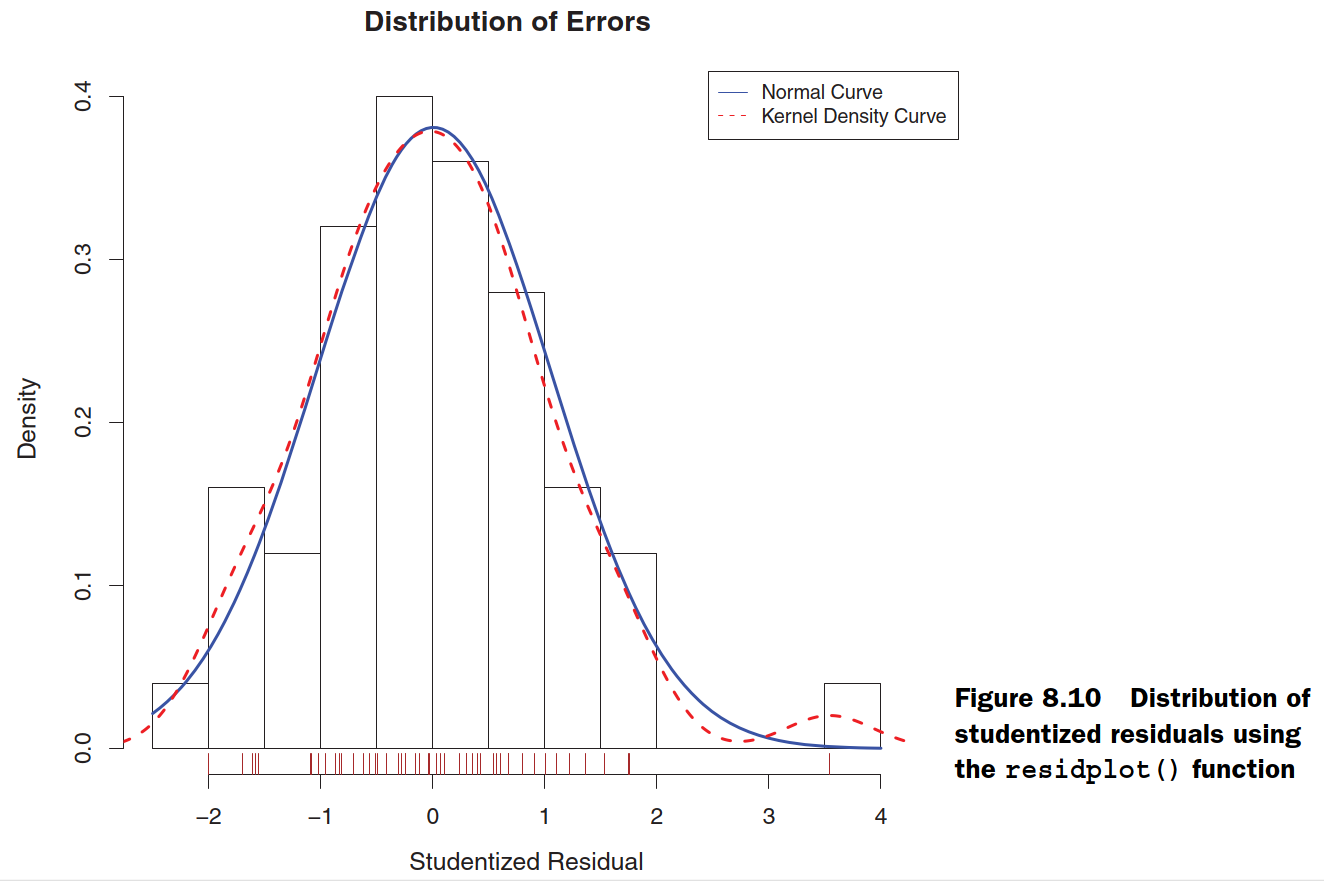 Distribution of Errors
Normal Curve
Kernel Density Curve
0.4
0.3
0.2
0.1
0.0
Density
−2
−1
0
1
2
3
4
Studentized Residual
Figure 8.10 Distribution of
studentized residuals using
the residplot() function